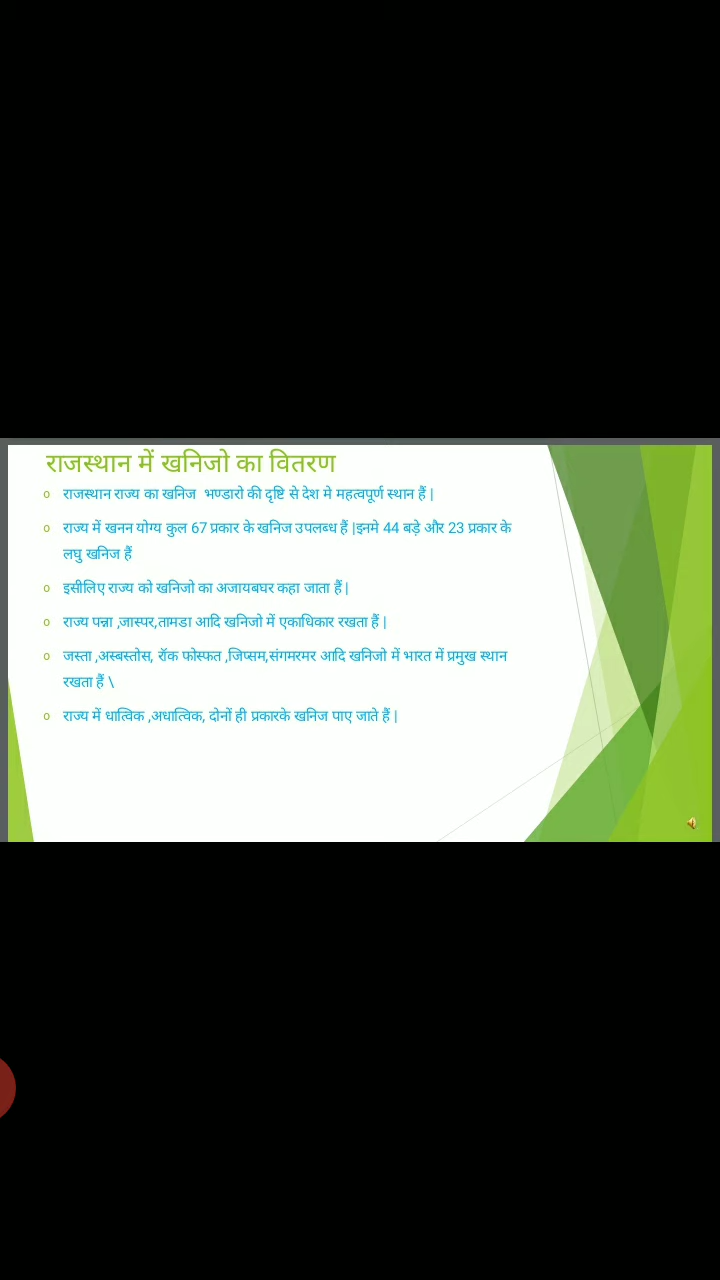 राजस्थान में खनिजो का वितरण
o राजस्थान राज्य का खनिज भण्डारो की दृष्टि से देश मे महत्वपूर्ण स्थान हैं |
o राज्य में खनन योग्य कुल 67 प्रकार के खनिज उपलब्ध हैं |इनमे 44 बड़े और 23 प्रकार के
लघु खनिज हैं
o इसीलिए राज्य को खनिजो का अजायबघर कहा जाता हैं |
o राज्य पन्ना ,जास्पर,तामडा आदि खनिजो में एकाधिकार रखता हैं |
o जस्ता ,अस्बस्तोस, रॉक फोस्फत ,जिप्सम,संगमरमर आदि खनिजो में भारत में प्रमुख स्थान
रखता हैं \
o राज्य में धात्विक ,अधात्विक, दोनों ही प्रकारके खनिज पाए जाते हैं |